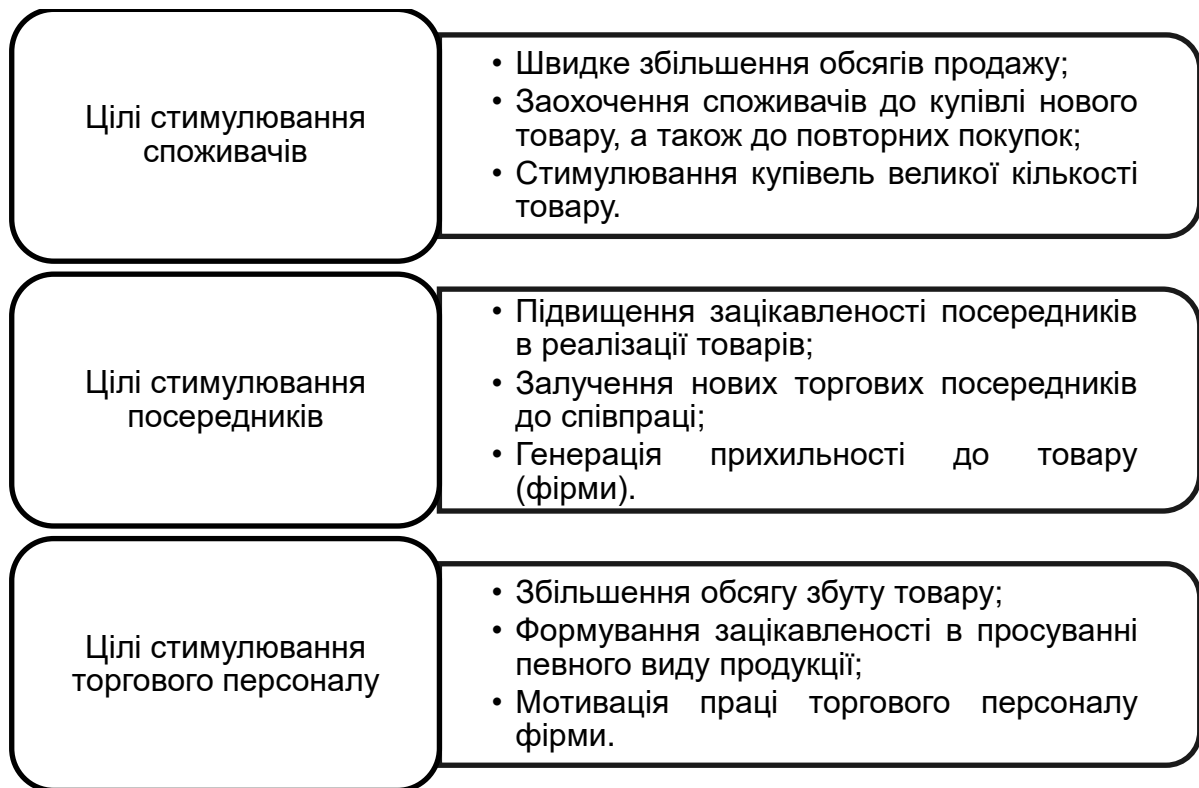 Цілі стимулювання
споживачів
• Швидке збільшення обсягів продажу;
• Заохочення споживачів до купівлі нового
товару, а також до повторних покупок;
• Стимулювання купівель великої кількості
товару.
Цілі стимулювання
посередників
• Підвищення зацікавленості посередників
в реалізації товарів;
• Залучення нових торгових посередників
до співпраці;
• Генерація прихильності до товару
(фірми).
Цілі стимулювання
торгового персоналу
• Збільшення обсягу збуту товару;
• Формування зацікавленості в просуванні
певного виду продукції;
• Мотивація праці торгового персоналу
фірми.